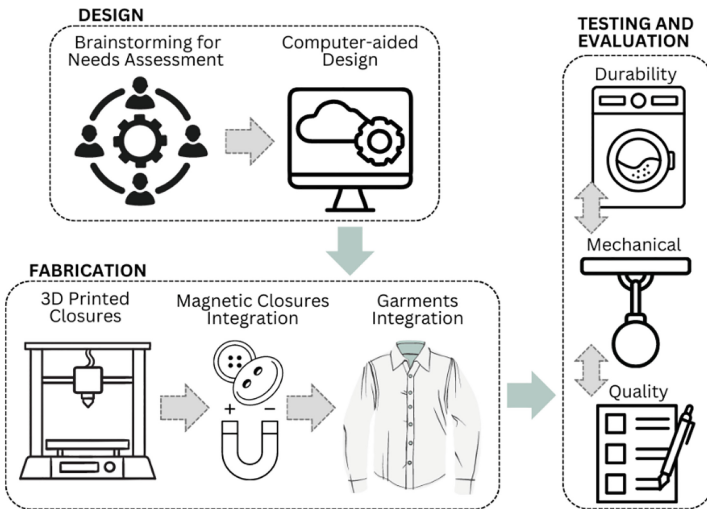 DESIGN
Brainstorming for
Needs Assessment
Computer-aided
Design
FABRICATION
3D Printed
Closures
Magnetic Closures
Integration
+ −
Garments
Integration
TESTING AND
EVALUATION
Durability
Mechanical
Quality